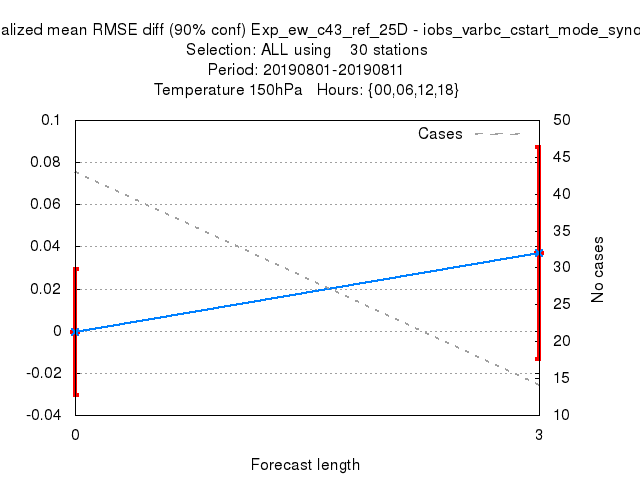 alized mean RMSE diff (90% conf) Exp_ew_c43_ref_25D - iobs_varbc_cstart_mode_sync
Selection: ALL using 30 stations
Period: 20190801-20190811
Temperature 150hPa Hours: {00,06,12,18}
Cases
0.1
0.08
0.06
0.04
0.02
0
-0.02
-0.04
50
45
40
35
30
25
20
15
10
No cases
0
3
Forecast length